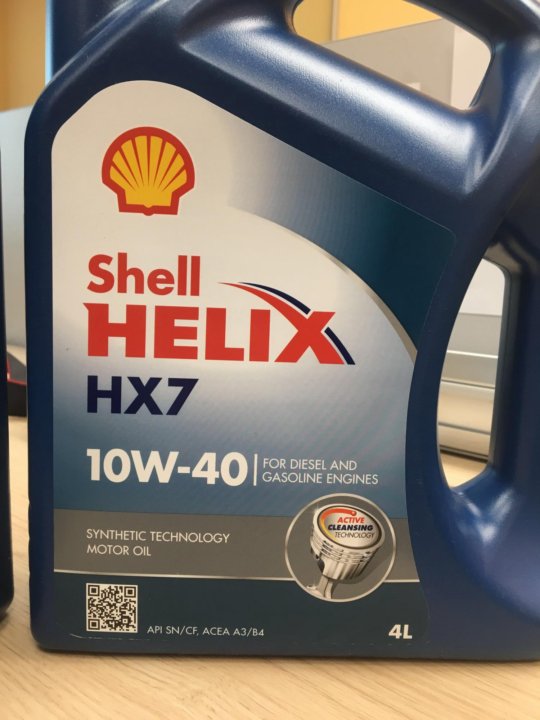 Shell
HELIX
HX7
10W-40
FOR DIESEL AND
GASOLINE ENGINES
ACTIVE
CLEANSING
TECHNOLOGY
SYNTHETIC TECHNOLOGY
MOTOR OIL
API SN/CF, ACEA A3/B4
4L